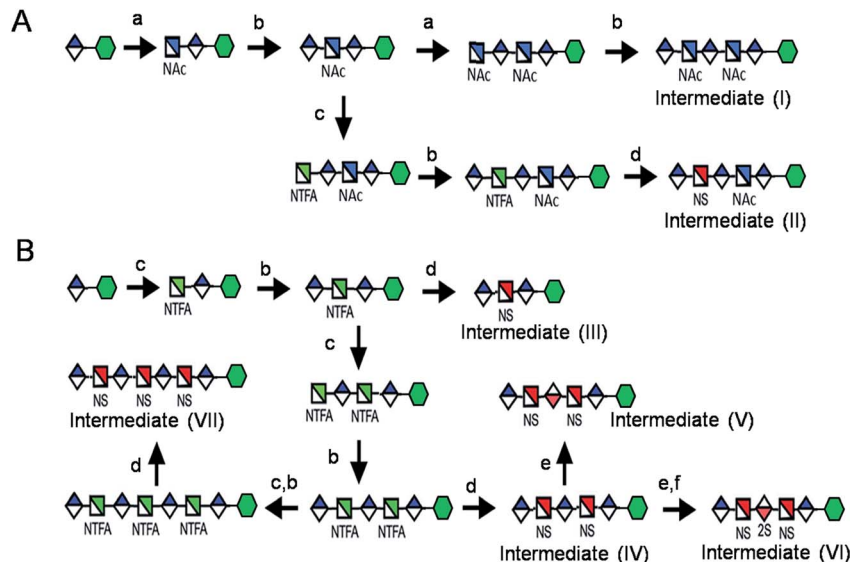 A
a
b
a
b
NAc
NAc
NAc NAc
NAc NAc
Intermediate (I)
c
b
d
NTFA NAc
NTFA NAc
NS NAc
Intermediate (II)
B
c
b
d
NTFA
NTFA
NS
Intermediate (III)
c
NS NS NS
Intermediate (VII)
NTFA NTFA
NS NS
Intermediate (V)
d
b
e
c,b
d
e,f
NTFA NTFA NTFA
NTFA NTFA
NS NS
Intermediate (IV)
NS 2S NS
Intermediate (VI)